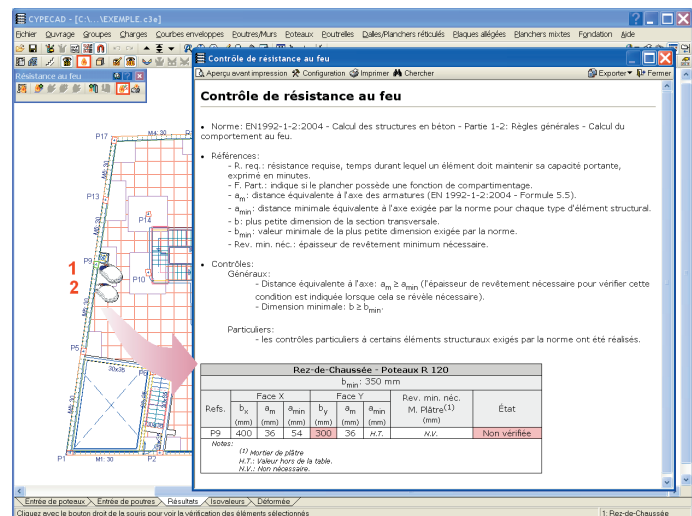 CYPECAD - [C:\...\EXEMPLE.c3e]
Fichier Ouvrage Groupes Charges Courbes enveloppes Poutres/Murs Poteaux Poutrelles Dalles/Planchers réticulés Plaques allégées Planchers mixtes Fondation Aide
Résistance au feu
P17
M4: 30
M6: 30
P13
P14
P9
P10
1
2
M6: 30
P5
30x35
P1
M1: 30
P2
Contrôle de résistance au feu
Aperçu avant impression Configuration Imprimer Chercher Exporter Fermer
Contrôle de résistance au feu
• Norme: EN1992-1-2:2004 - Calcul des structures en béton - Partie 1-2: Règles générales - Calcul du
comportement au feu.
• Références:
- R. req.: résistance requise, temps durant lequel un élément doit maintenir sa capacité portante,
exprimé en minutes.
- F. Part.: indique si le plancher possède une fonction de compartimentage.
- am: distance équivalente à l'axe des armatures (EN 1992-1-2:2004 - Formule 5.5).
- amin: distance minimale équivalente à l'axe exigée par la norme pour chaque type d'élément structural.
- b: plus petite dimension de la section transversale.
- bmin: valeur minimale de la plus petite dimension exigée par la norme.
- Rev. min. néc.: épaisseur de revêtement minimum nécessaire.
• Contrôles:
Généraux:
- Distance équivalente à l'axe: am ≥ amin (l'épaisseur de revêtement nécessaire pour vérifier cette
condition est indiquée lorsque cela se révèle nécessaire).
- Dimension minimale: b ≥ bmin.
Particuliers:
- les contrôles particuliers à certains éléments structuraux exigés par la norme ont été réalisés.
Rez-de-Chaussée - Poteaux R 120
bmin: 350 mm
Refs. Face X Face Y Rev. min. néc. M. Plâtre(1) (mm) État
bx (mm) am (mm) amin (mm) by (mm) am (mm) amin (mm)
P9 400 36 54 300 36 H.T. N.V. Non vérifiée
Notes:
(1) Mortier de plâtre
H.T.: Valeur hors de la table.
N.V.: Non nécessaire.
Entrée de poteaux Entrée de poutres Résultats Isovaleurs Déformée
Cliquez avec le bouton droit de la souris pour voir la vérification des éléments sélectionnés 1: Rez-de-Chaussée